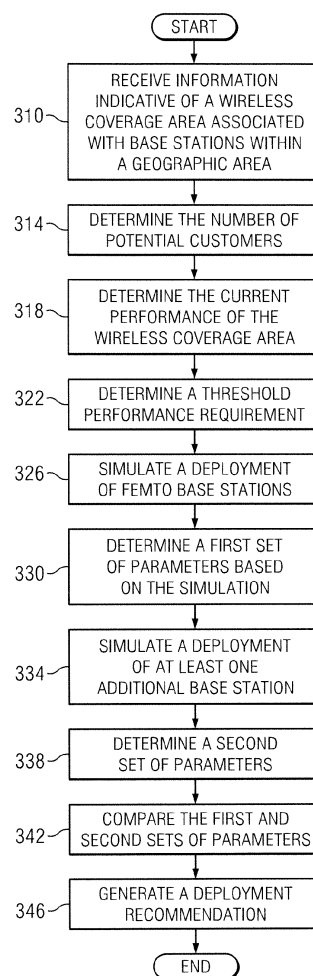 START
310
RECEIVE INFORMATION
INDICATIVE OF A WIRELESS
COVERAGE AREA ASSOCIATED
WITH BASE STATIONS WITHIN
A GEOGRAPHIC AREA
314
DETERMINE THE NUMBER OF
POTENTIAL CUSTOMERS
318
DETERMINE THE CURRENT
PERFORMANCE OF THE
WIRELESS COVERAGE AREA
322
DETERMINE A THRESHOLD
PERFORMANCE REQUIREMENT
326
SIMULATE A DEPLOYMENT
OF FEMTO BASE STATIONS
330
DETERMINE A FIRST SET
OF PARAMETERS BASED
ON THE SIMULATION
334
SIMULATE A DEPLOYMENT
OF AT LEAST ONE
ADDITIONAL BASE STATION
338
DETERMINE A SECOND
SET OF PARAMETERS
342
COMPARE THE FIRST AND
SECOND SETS OF PARAMETERS
346
GENERATE A DEPLOYMENT
RECOMMENDATION
END